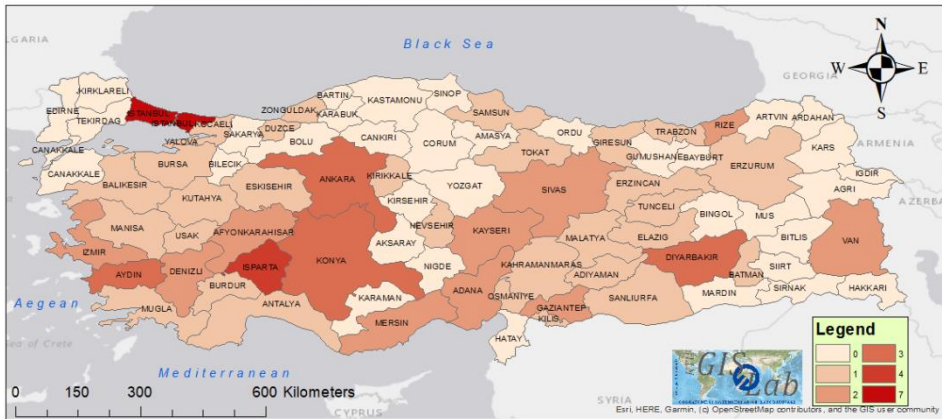 Black Sea
N
W
E
S
LGARIA
GEORGIA
ARMENIA
AZERBA
KIRKLARELI
EDIRNE
TEKIRDAG
ISTANBUL
ISTANBUL
KOCAELI
YALOVA
SAKARYA
DUZCE
ZONGULDAK
BARTIN
KARABUK
KASTAMONU
SINOP
SAMSUN
ORDU
GIRESUN
TRABZON
RIZE
ARTVIN
ARDAHAN
CANAKKALE
CANAKKALE
BURSA
BILECIK
BOLU
CANKIRI
CORUM
AMASYA
TOKAT
GUMUSHANE
BAYBURT
ERZURUM
KARS
IGDIR
AGRI
BALIKESIR
KUTAHYA
ESKISEHIR
ANKARA
KIRIKKALE
KIRSEHIR
YOZGAT
SIVAS
ERZINCAN
TUNCELI
BINGOL
MUS
MANISA
USAK
AFYONKARAHISAR
NEVSEHIR
KAYSERI
MALATYA
ELAZIG
BITLIS
VAN
IZMIR
AYDIN
DENIZLI
ISPARTA
KONYA
AKSARAY
NIGDE
KAHRAMANMARAS
ADIYAMAN
DIYARBAKIR
BATMAN
SIIRT
SIRNAK
HAKKARI
MUGLA
BURDUR
ANTALYA
KARAMAN
MERSIN
ADANA
OSMANIYE
GAZIANTEP
KILIS
SANLIURFA
MARDIN
HATAY
Aegean
Sea of Crete
Mediterranean
CYPRUS
SYRIA
0 150 300 600 Kilometers
GIS
Lab
Legend
0 3
1 4
2 7
Esri, HERE, Garmin, (c) OpenStreetMap contributors, and the GIS user community